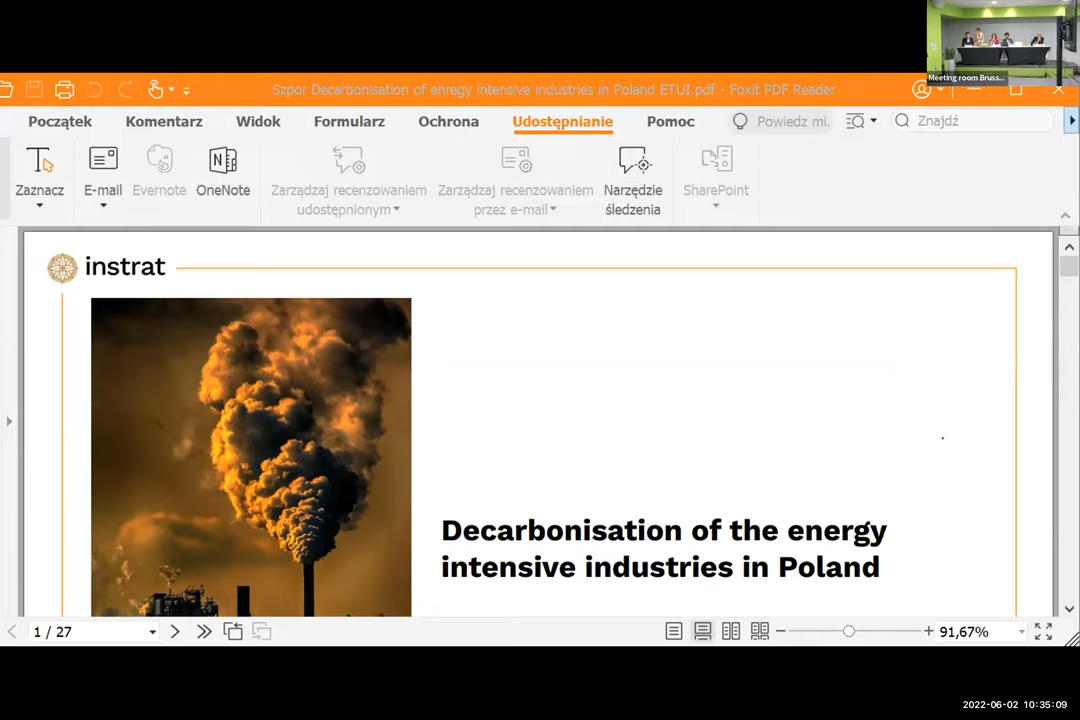 Meeting room Bruss...
Szpor Decarbonisation of enregy intensive industries in Poland ETUI.pdf - Foxit PDF Reader
Początek Komentarz Widok Formularz Ochrona Udostępnianie Pomoc Powiedz mi. Znajdź
Zaznacz E-mail Evernote OneNote Zarządzaj recenzowaniem udostępnionym Zarządzaj recenzowaniem przez e-mail Narzędzie śledzenia SharePoint
instrat
Decarbonisation of the energy
intensive industries in Poland
1 / 27 91,67%
2022-06-02 10:35:09